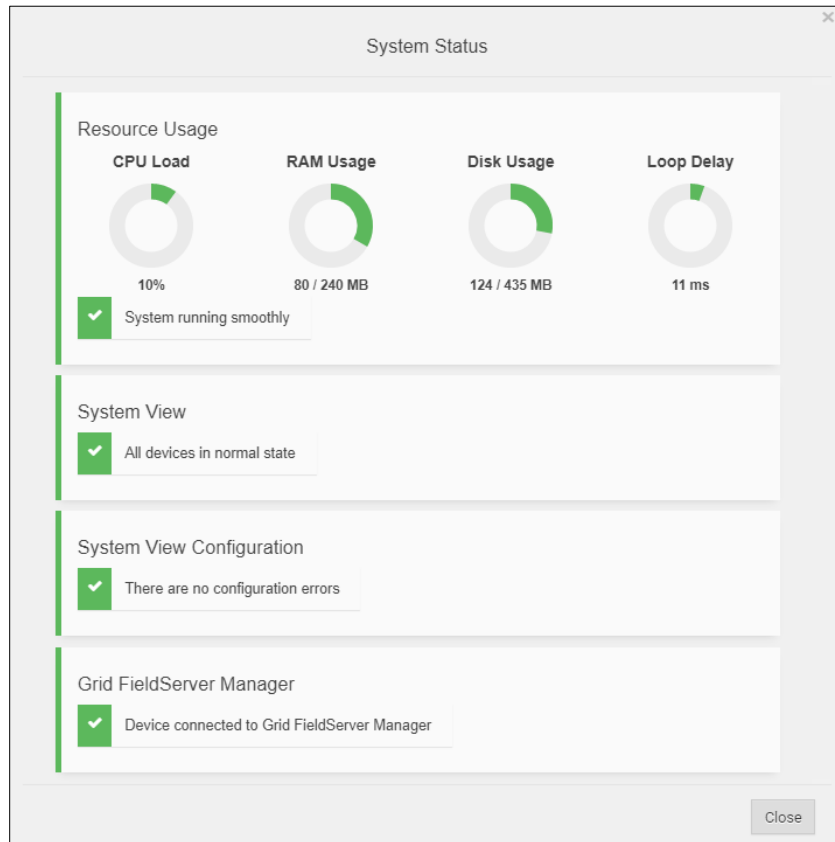 ×
System Status
Resource Usage
CPU Load RAM Usage Disk Usage Loop Delay
10% 80 / 240 MB 124 / 435 MB 11 ms
System running smoothly
System View
All devices in normal state
System View Configuration
There are no configuration errors
Grid FieldServer Manager
Device connected to Grid FieldServer Manager
Close